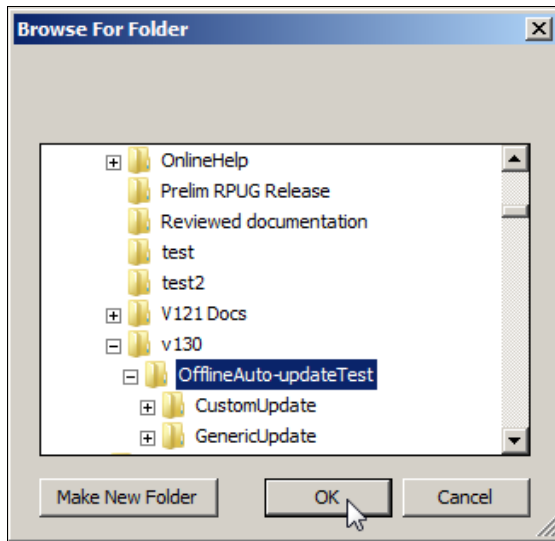 Browse For Folder
OnlineHelp
Prelim RPUG Release
Reviewed documentation
test
test2
V121 Docs
v130
OfflineAuto-updateTest
CustomUpdate
GenericUpdate
Make New Folder OK Cancel